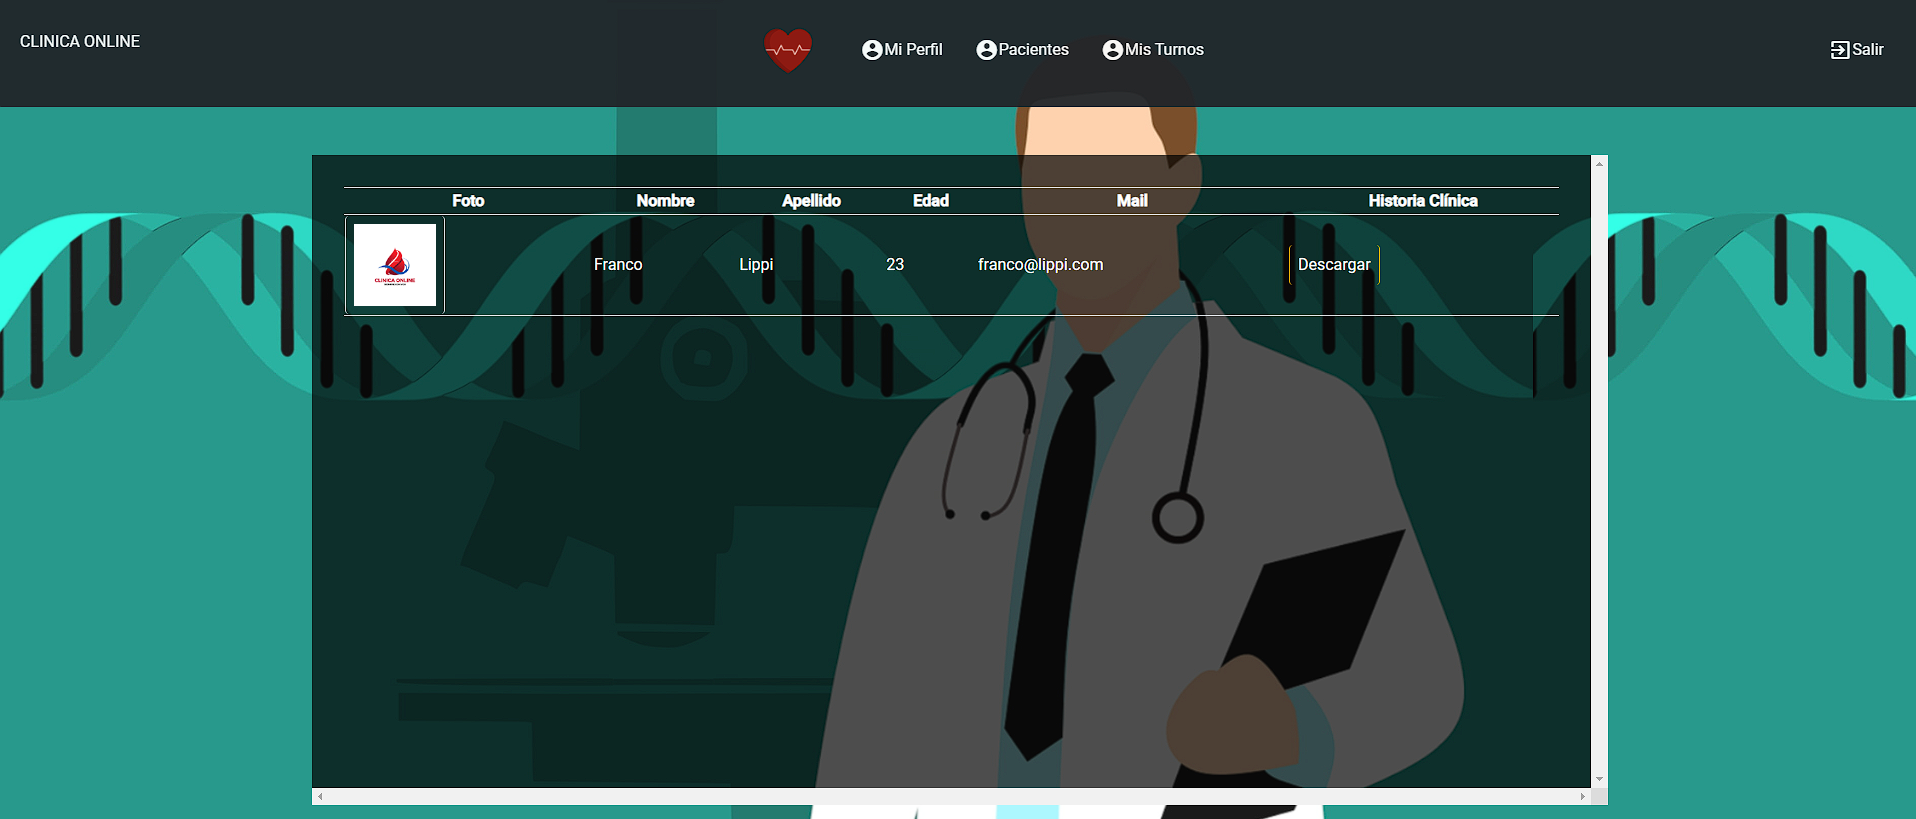 CLINICA ONLINE
Mi Perfil Pacientes Mis Turnos
Salir
Foto Nombre Apellido Edad Mail Historia Clínica
CLINICA ONLINE
Franco Lippi 23 franco@lippi.com Descargar